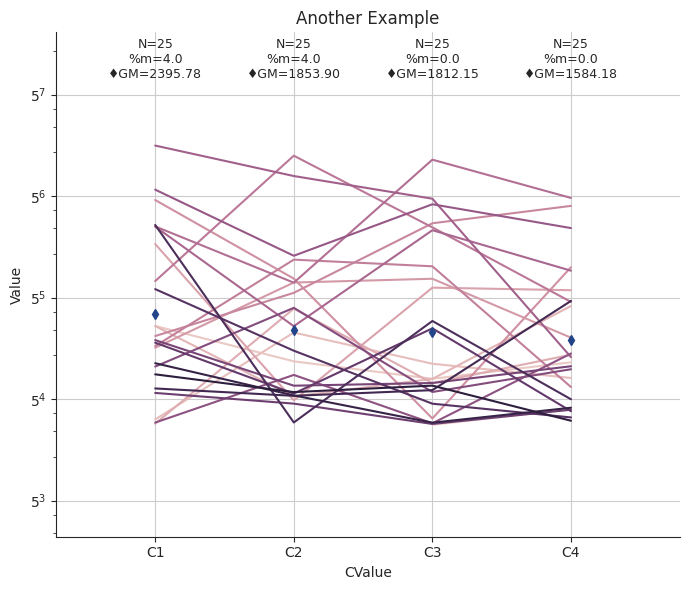 Another Example
N=25 N=25 N=25 N=25
%m=4.0 %m=4.0 %m=0.0 %m=0.0
♦GM=2395.78 ♦GM=1853.90 ♦GM=1812.15 ♦GM=1584.18
5⁷
5⁶
5⁵
5⁴
5³
Value
C1 C2 C3 C4
CValue